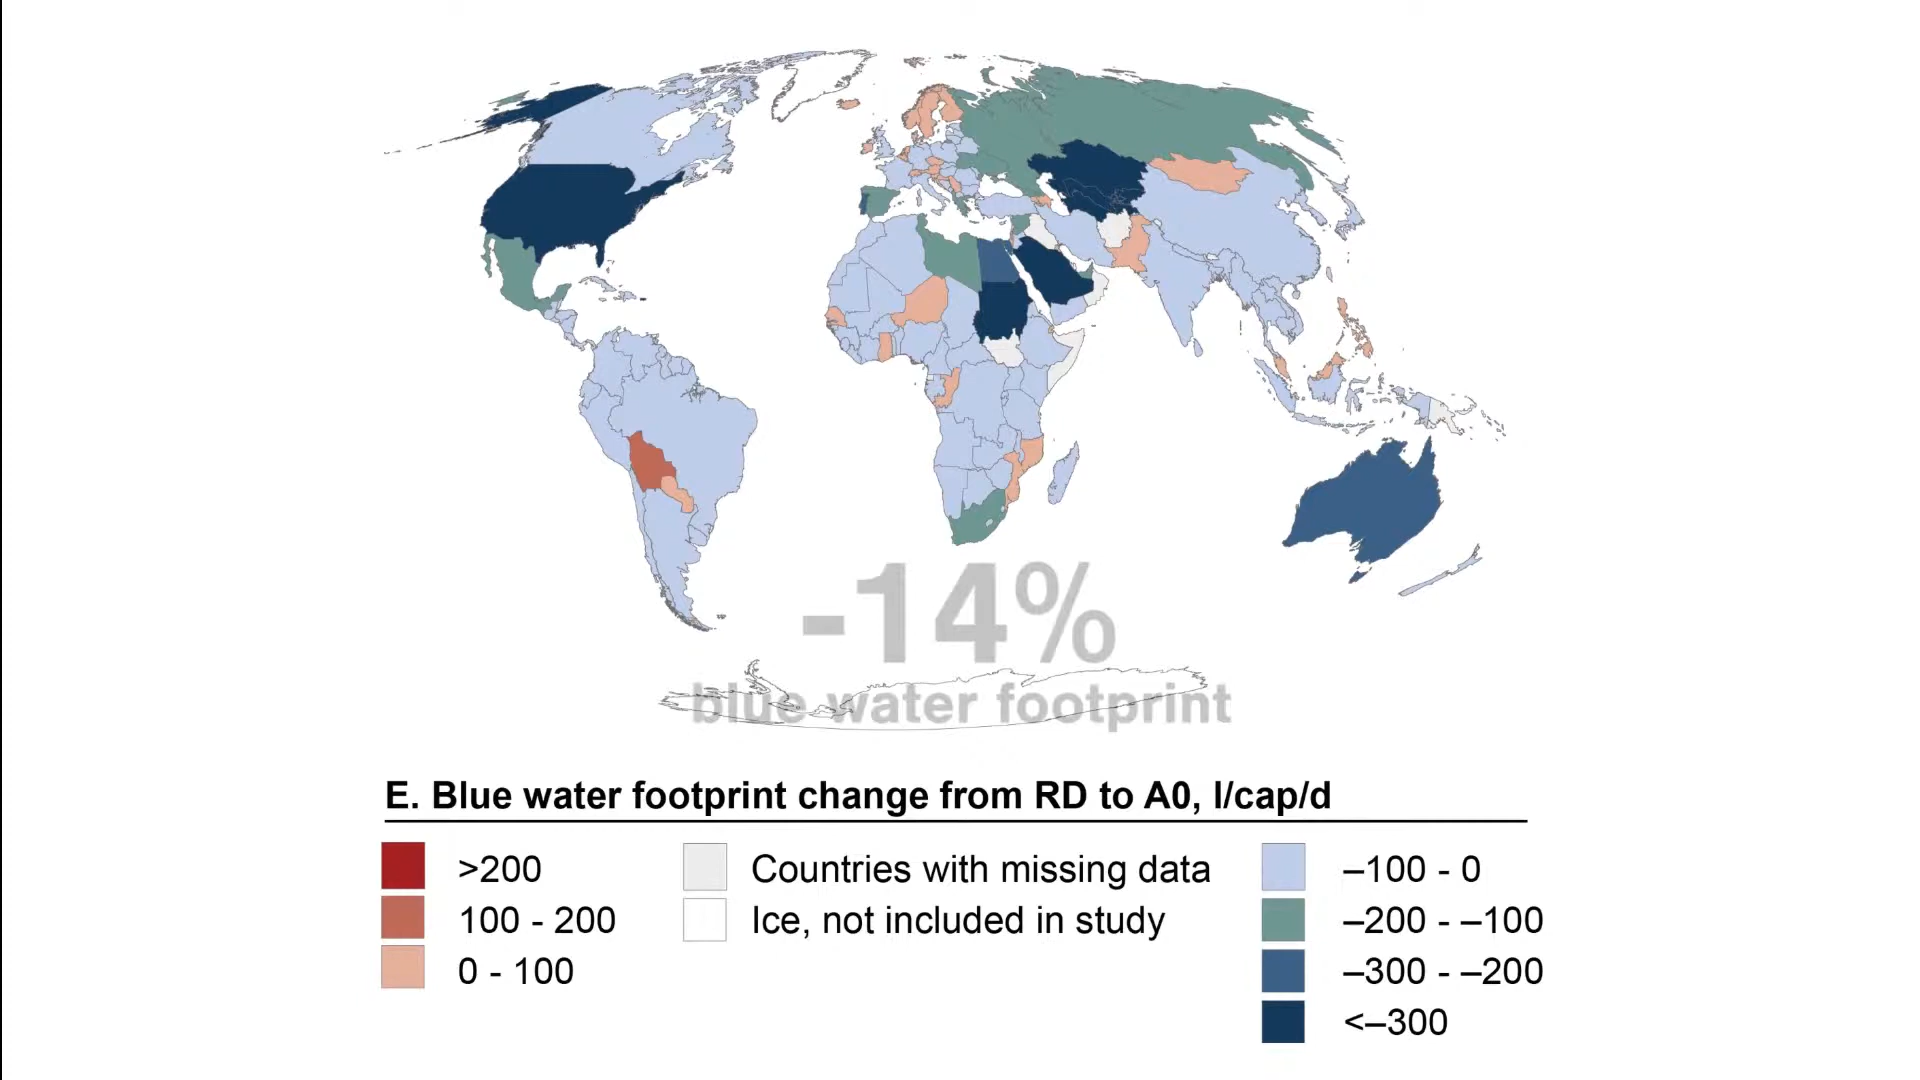 -14%
blue water footprint
E. Blue water footprint change from RD to A0, l/cap/d
>200
100 - 200
0 - 100
Countries with missing data
Ice, not included in study
–100 - 0
–200 - –100
–300 - –200
<–300